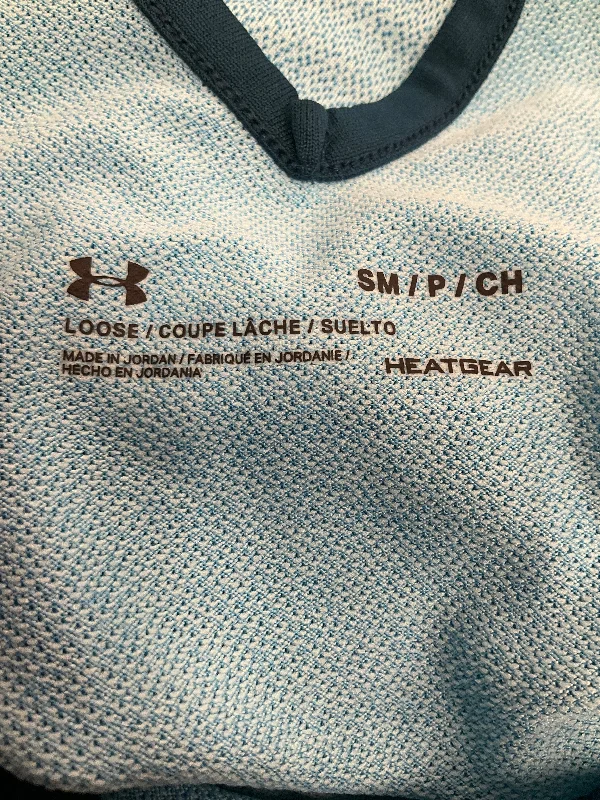 SM / P / CH
LOOSE / COUPE LÂCHE / SUELTO
MADE IN JORDAN / FABRIQUÉ EN JORDANIE /
HECHO EN JORDANIA
HEATGEAR